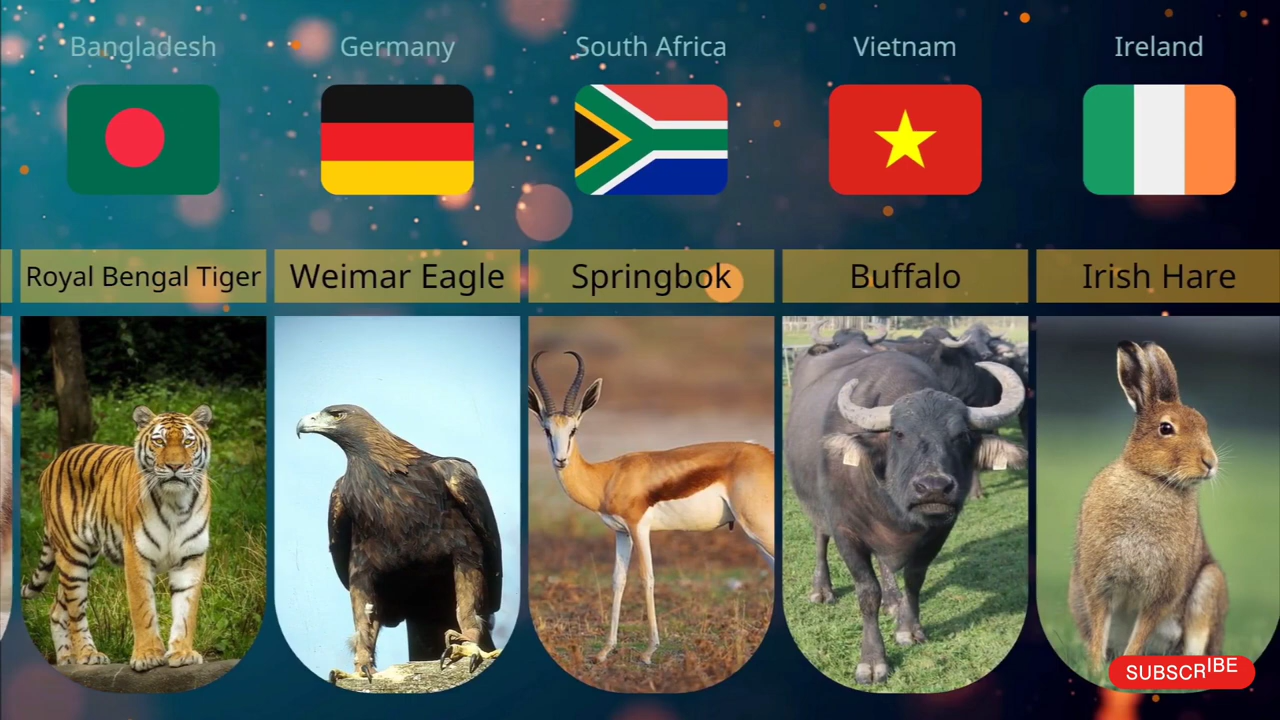 Bangladesh
Germany
South Africa
Vietnam
Ireland
Royal Bengal Tiger
Weimar Eagle
Springbok
Buffalo
Irish Hare
SUBSCRIBE